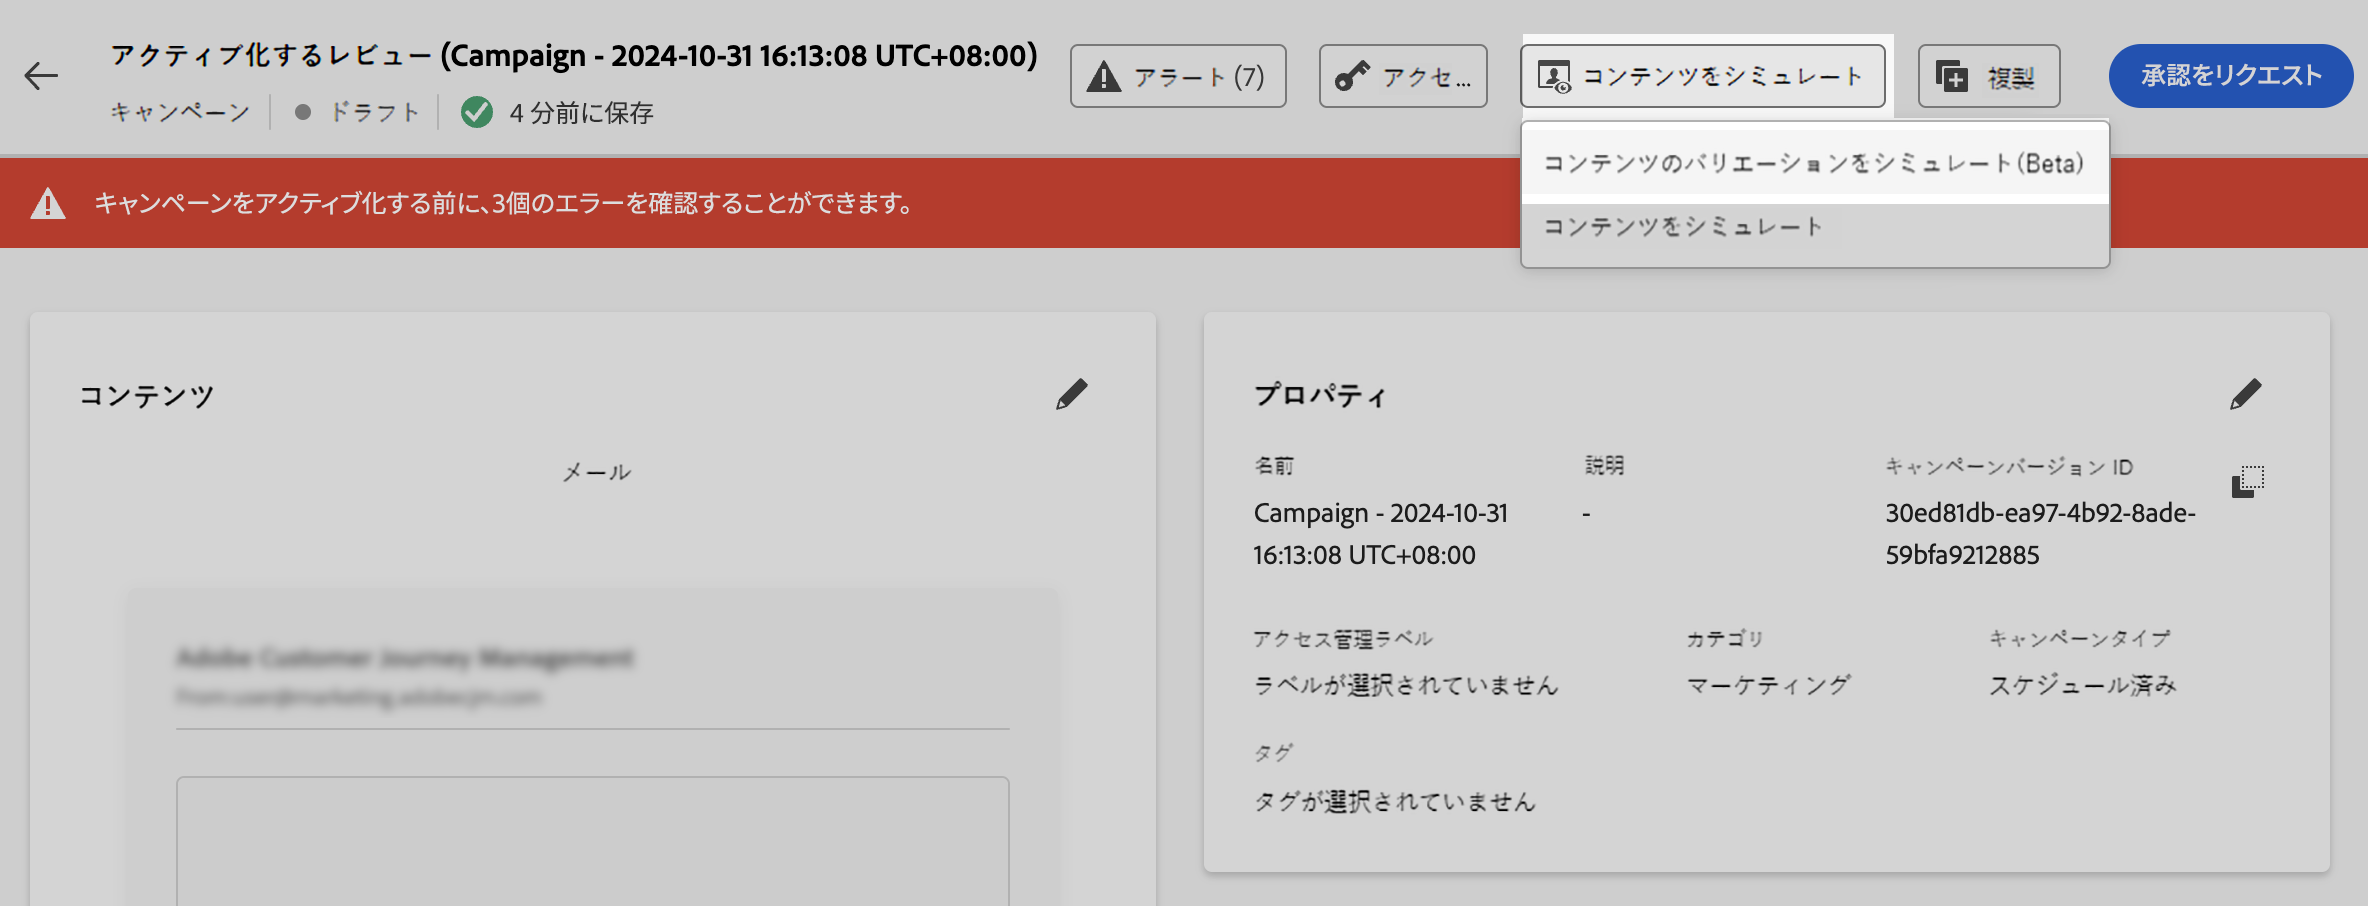 アクティブ化するレビュー (Campaign - 2024-10-31 16:13:08 UTC+08:00)
キャンペーン ドラフト 4 分前に保存
アラート (7)
アクセ...
コンテンツをシミュレート
複製
承認をリクエスト
コンテンツのバリエーションをシミュレート(Beta)
コンテンツをシミュレート
キャンペーンをアクティブ化する前に、3個のエラーを確認することができます。
コンテンツ
メール
Adobe Customer Journey Management
プロパティ
名前
Campaign - 2024-10-31
16:13:08 UTC+08:00
説明
-
キャンペーンバージョン ID
30ed81db-ea97-4b92-8ade-
59bfa9212885
アクセス管理ラベル
ラベルが選択されていません
カテゴリ
マーケティング
キャンペーンタイプ
スケジュール済み
タグ
タグが選択されていません